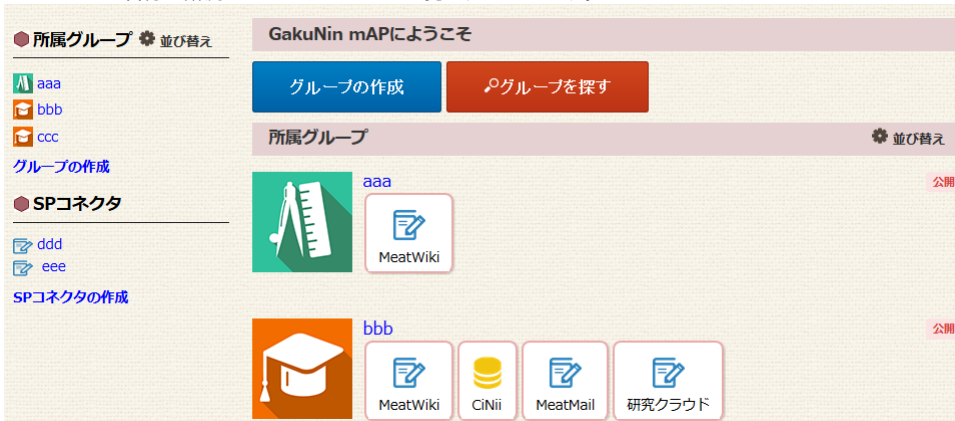 所属グループ 並び替え
aaa
bbb
ccc
グループの作成
SPコネクタ
ddd
eee
SPコネクタの作成
GakuNin mAPにようこそ
グループの作成
グループを探す
所属グループ
並び替え
aaa
公開
MeatWiki
bbb
公開
MeatWiki
CiNii
MeatMail
研究クラウド